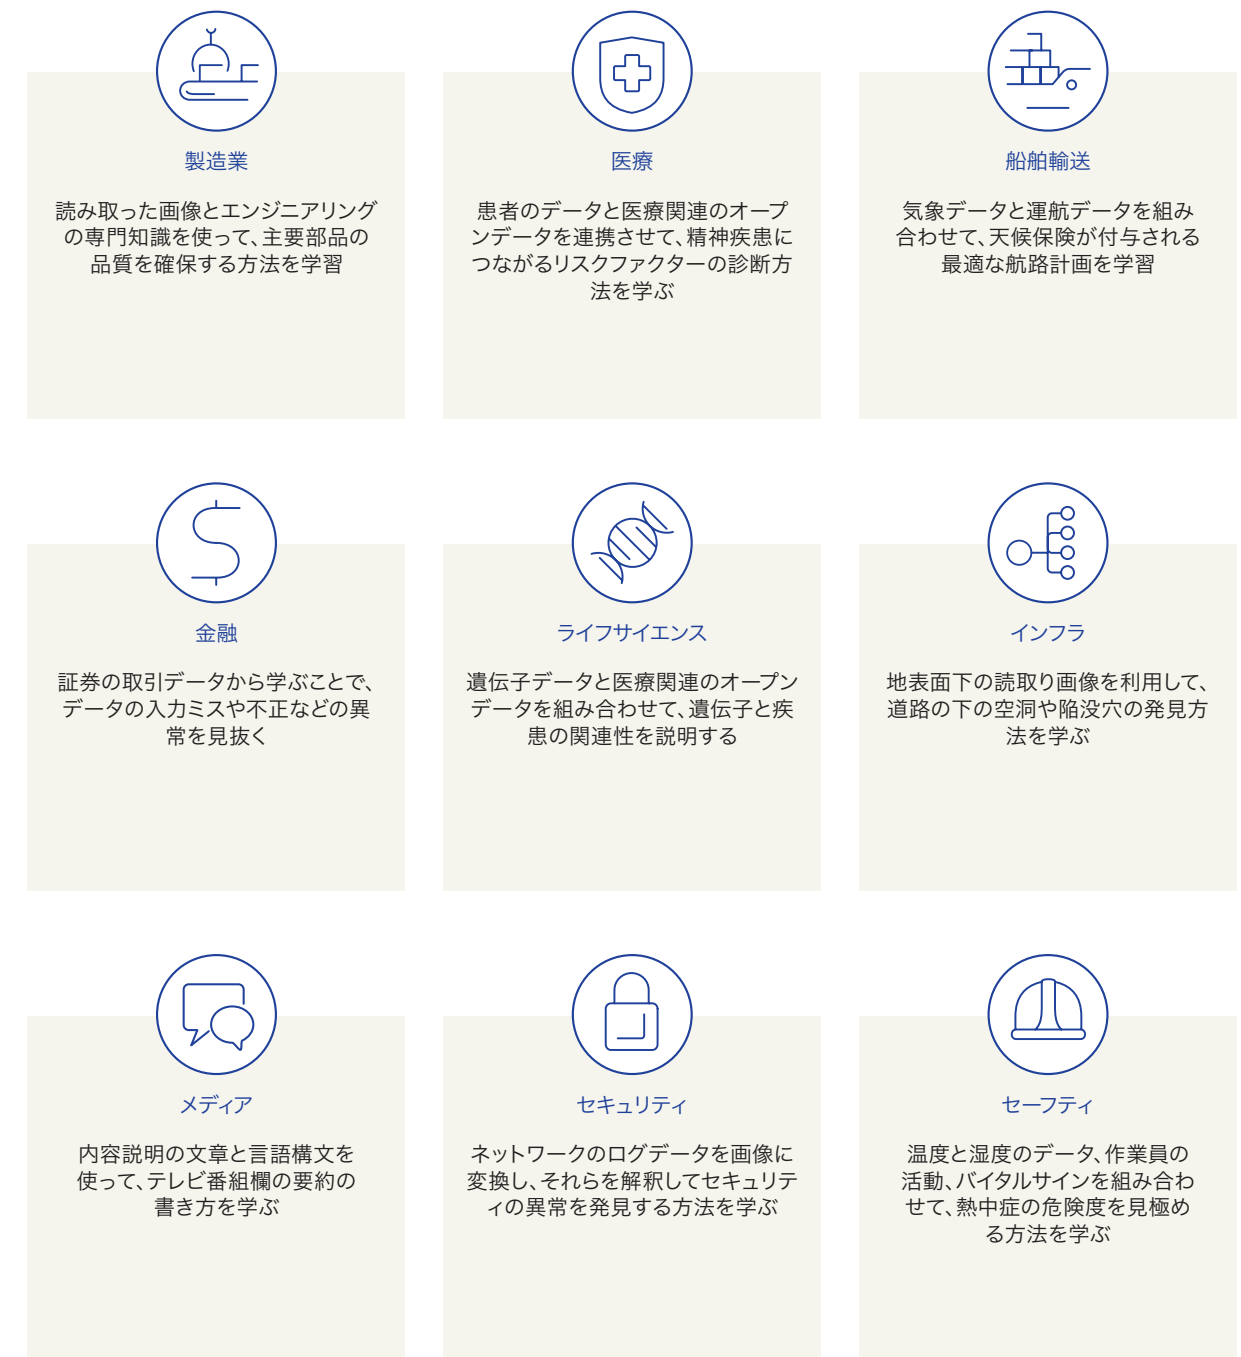 製造業
読み取った画像とエンジニアリング
の専門知識を使って、主要部品の
品質を確保する方法を学習
医療
患者のデータと医療関連のオープ
ンデータを連携させて、精神疾患に
つながるリスクファクターの診断方
法を学ぶ
船舶輸送
気象データと運航データを組み
合わせて、天候保険が付与される
最適な航路計画を学習
金融
証券の取引データから学ぶことで、
データの入力ミスや不正などの異
常を見抜く
ライフサイエンス
遺伝子データと医療関連のオープン
データを組み合わせて、遺伝子と疾
患の関連性を説明する
インフラ
地表面下の読取り画像を利用して、
道路の下の空洞や陥没穴の発見方
法を学ぶ
メディア
内容説明の文章と言語構文を
使って、テレビ番組欄の要約の
書き方を学ぶ
セキュリティ
ネットワークのログデータを画像に
変換し、それらを解釈してセキュリテ
ィの異常を発見する方法を学ぶ
セーフティ
温度と湿度のデータ、作業員の
活動、バイタルサインを組み合わ
せて、熱中症の危険度を見極め
る方法を学ぶ